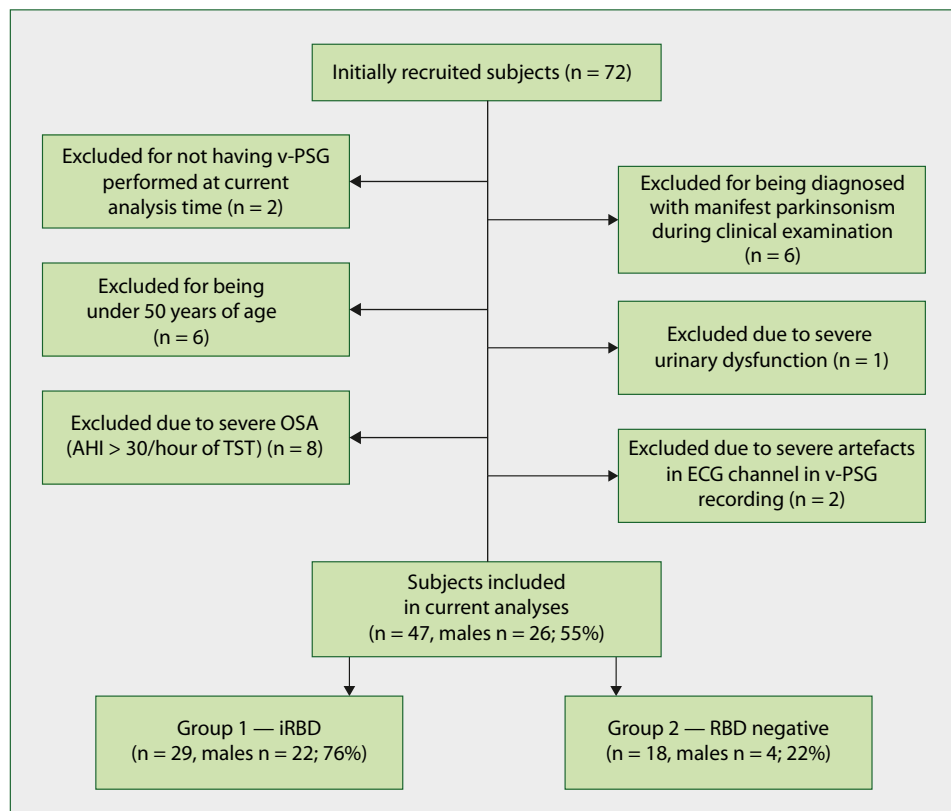 Initially recruited subjects (n = 72)
Excluded for not having v-PSG
performed at current
analysis time (n = 2)
Excluded for being diagnosed
with manifest parkinsonism
during clinical examination
(n = 6)
Excluded for being
under 50 years of age
(n = 6)
Excluded due to severe
urinary dysfunction (n = 1)
Excluded due to severe OSA
(AHI > 30/hour of TST) (n = 8)
Excluded due to severe artefacts
in ECG channel in v-PSG
recording (n = 2)
Subjects included
in current analyses
(n = 47, males n = 26; 55%)
Group 1 — iRBD
(n = 29, males n = 22; 76%)
Group 2 — RBD negative
(n = 18, males n = 4; 22%)